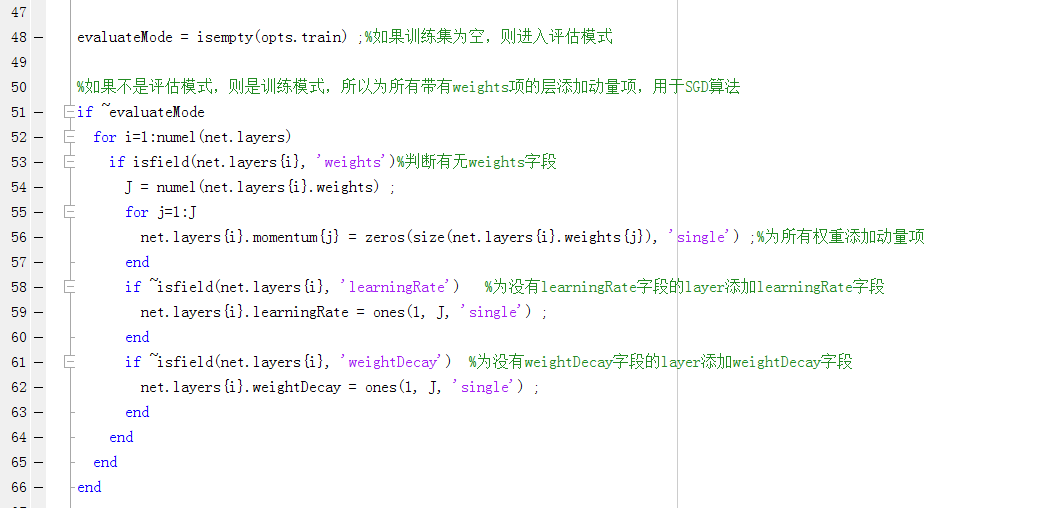 47
48 evaluateMode = isempty(opts.train) ;%如果训练集为空，则进入评估模式
49
50 %如果不是评估模式，则是训练模式，所以为所有带有weights项的层添加动量项，用于SGD算法
51 if ~evaluateMode
52 for i=1:numel(net.layers)
53 if isfield(net.layers{i}, 'weights')%判断有无weights字段
54 J = numel(net.layers{i}.weights) ;
55 for j=1:J
56 net.layers{i}.momentum{j} = zeros(size(net.layers{i}.weights{j}), 'single') ;%为所有权重添加动量项
57 end
58 if ~isfield(net.layers{i}, 'learningRate') %为没有learningRate字段的layer添加learningRate字段
59 net.layers{i}.learningRate = ones(1, J, 'single') ;
60 end
61 if ~isfield(net.layers{i}, 'weightDecay') %为没有weightDecay字段的layer添加weightDecay字段
62 net.layers{i}.weightDecay = ones(1, J, 'single') ;
63 end
64 end
65 end
66 end